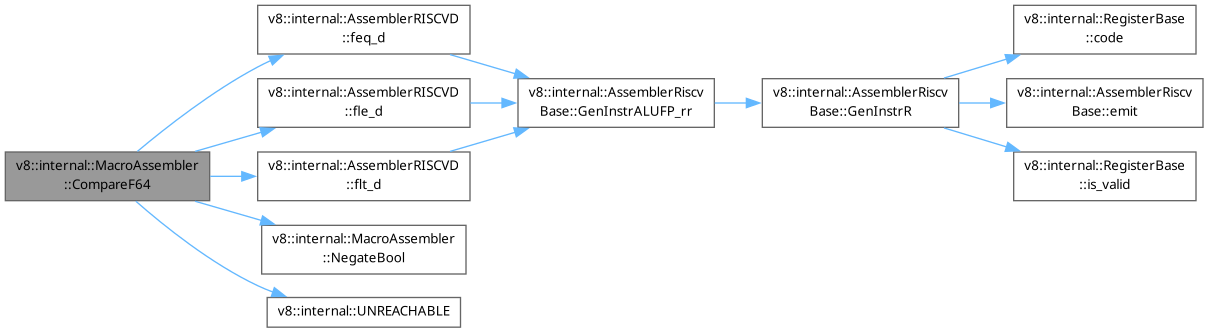 v8::internal::MacroAssembler
::CompareF64
v8::internal::AssemblerRISCVD
::feq_d
v8::internal::AssemblerRISCVD
::fle_d
v8::internal::AssemblerRISCVD
::flt_d
v8::internal::MacroAssembler
::NegateBool
v8::internal::UNREACHABLE
v8::internal::AssemblerRiscv
Base::GenInstrALUFP_rr
v8::internal::AssemblerRiscv
Base::GenInstrR
v8::internal::RegisterBase
::code
v8::internal::AssemblerRiscv
Base::emit
v8::internal::RegisterBase
::is_valid